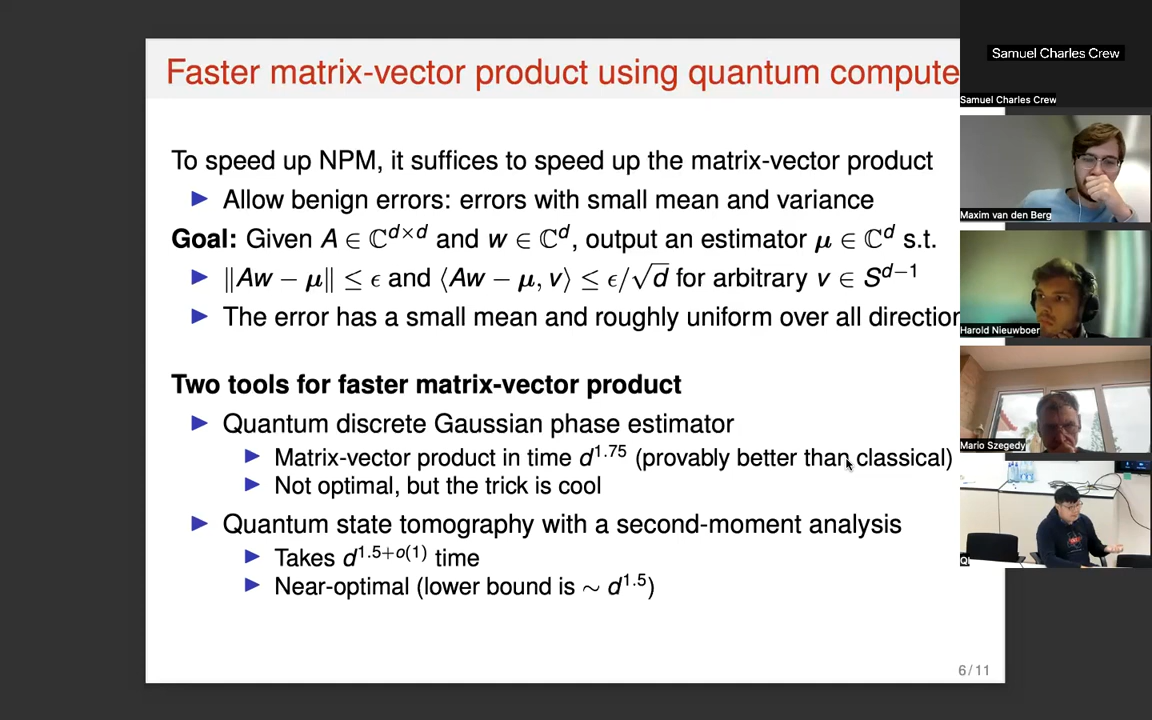 Faster matrix-vector product using quantum compute
To speed up NPM, it suffices to speed up the matrix-vector product
▶ Allow benign errors: errors with small mean and variance
Goal: Given A ∈ ℂ^{d×d} and w ∈ ℂ^d, output an estimator μ ∈ ℂ^d s.t.
▶ ‖Aw − μ‖ ≤ ϵ and ⟨Aw − μ, v⟩ ≤ ϵ/√d for arbitrary v ∈ S^{d−1}
▶ The error has a small mean and roughly uniform over all direction
Two tools for faster matrix-vector product
▶ Quantum discrete Gaussian phase estimator
▶ Matrix-vector product in time d^{1.75} (provably better than classical)
▶ Not optimal, but the trick is cool
▶ Quantum state tomography with a second-moment analysis
▶ Takes d^{1.5+o(1)} time
▶ Near-optimal (lower bound is ∼ d^{1.5})
6/11
Samuel Charles Crew
Samuel Charles Crew
Maxim van den Berg
Harold Nieuwboer
Mario Szegedy